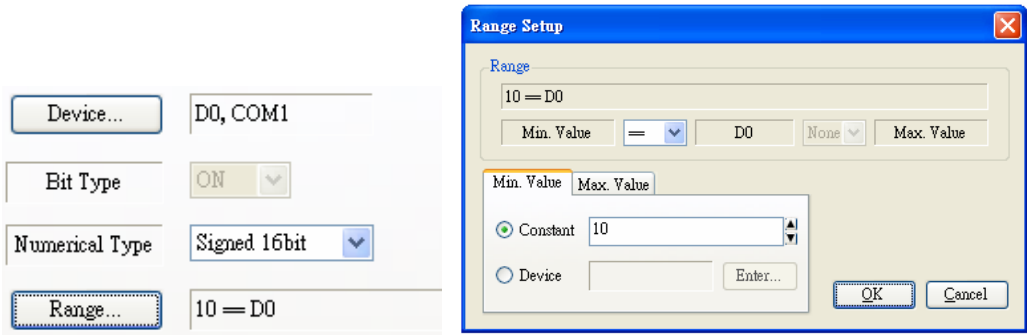 Device...
D0, COM1
Bit Type
ON
Numerical Type
Signed 16bit
Range...
10 == D0
Range Setup
Range
10 == D0
Min. Value
==
D0
None
Max. Value
Min. Value
Max. Value
Constant
10
Device
Enter...
OK
Cancel